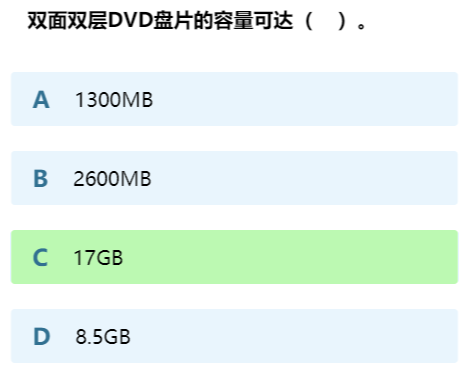 双面双层DVD盘片的容量可达（　）。
A 1300MB
B 2600MB
C 17GB
D 8.5GB